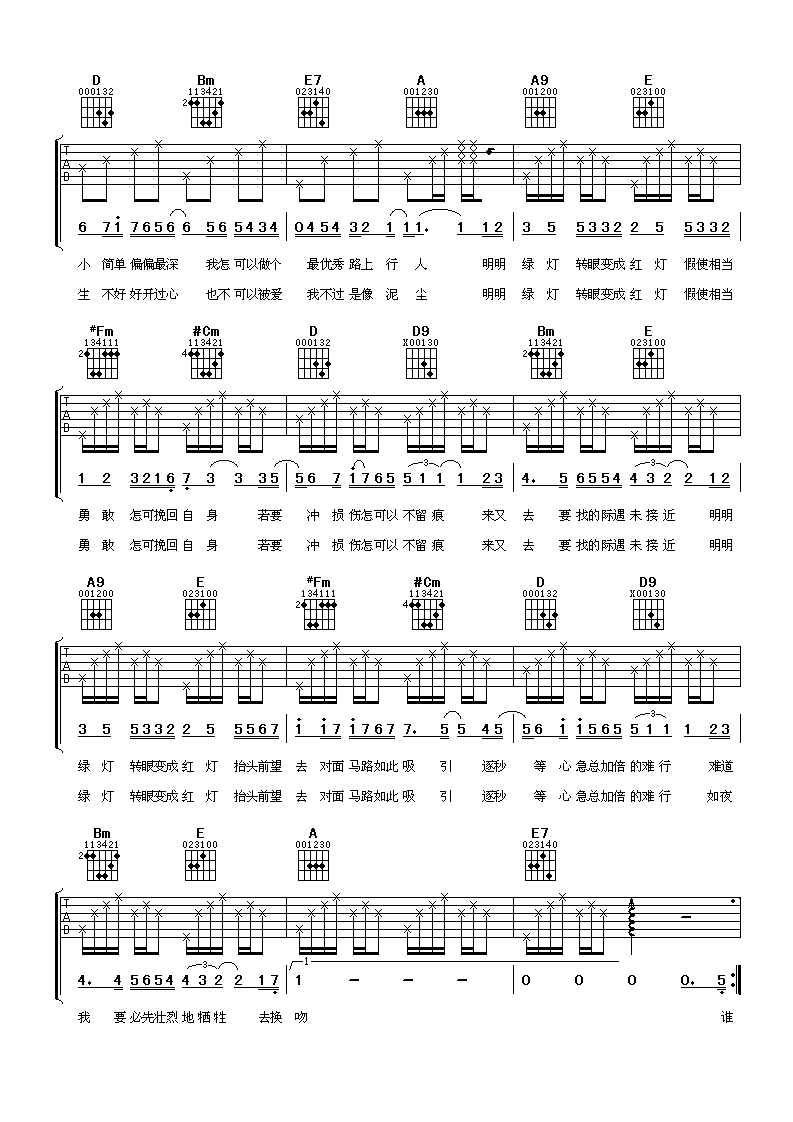 D Bm E7 A A9 E
000132 113421 023140 001230 001200 023100
2
T A B
6 7i 7656 6 56 5434 0454 32 1 11. 1 12 3 5 5332 2 5 5332
小 简单 偏偏最深 我怎 可以做个 最优秀 路上 行 人 明明 绿 灯 转眼变成 红 灯 假使相当
生 不好 好开过心 也不 可以被爱 我不过 是像 泥 尘 明明 绿 灯 转眼变成 红 灯 假使相当
#Fm #Cm D D9 Bm E
134111 113421 000132 X00130 113421 023100
2 4 2
T A B
1 2 3216 7 3 3 35 56 7 1765 511 1 23 4. 5 6554 432 2 12
3 3
勇 敢 怎可挽回 自 身 若要 冲 损 伤怎可以 不留 痕 来又 去 要 找的际遇 未 接近 明明
勇 敢 怎可挽回 自 身 若要 冲 损 伤怎可以 不留 痕 来又 去 要 找的际遇 未 接近 明明
A9 E #Fm #Cm D D9
001200 023100 134111 113421 000132 X00130
2 4
T A B
3 5 5332 2 5 5567 i i7 i767 7. 5 45 56 i i565 511 1 23
3
绿 灯 转眼变成 红 灯 抬头前望 去 对面 马路如此 吸 引 逐秒 等 心 急总加倍 的难 行 难道
绿 灯 转眼变成 红 灯 抬头前望 去 对面 马路如此 吸 引 逐秒 等 心 急总加倍 的难 行 如夜
Bm E A E7
113421 023100 001230 023140
2
T A B
4. 4 5654 432 2 17 1 – – – 0 0 0 0. 5
3 1
我 要 必先壮烈 地 牺牲 去换 吻 谁